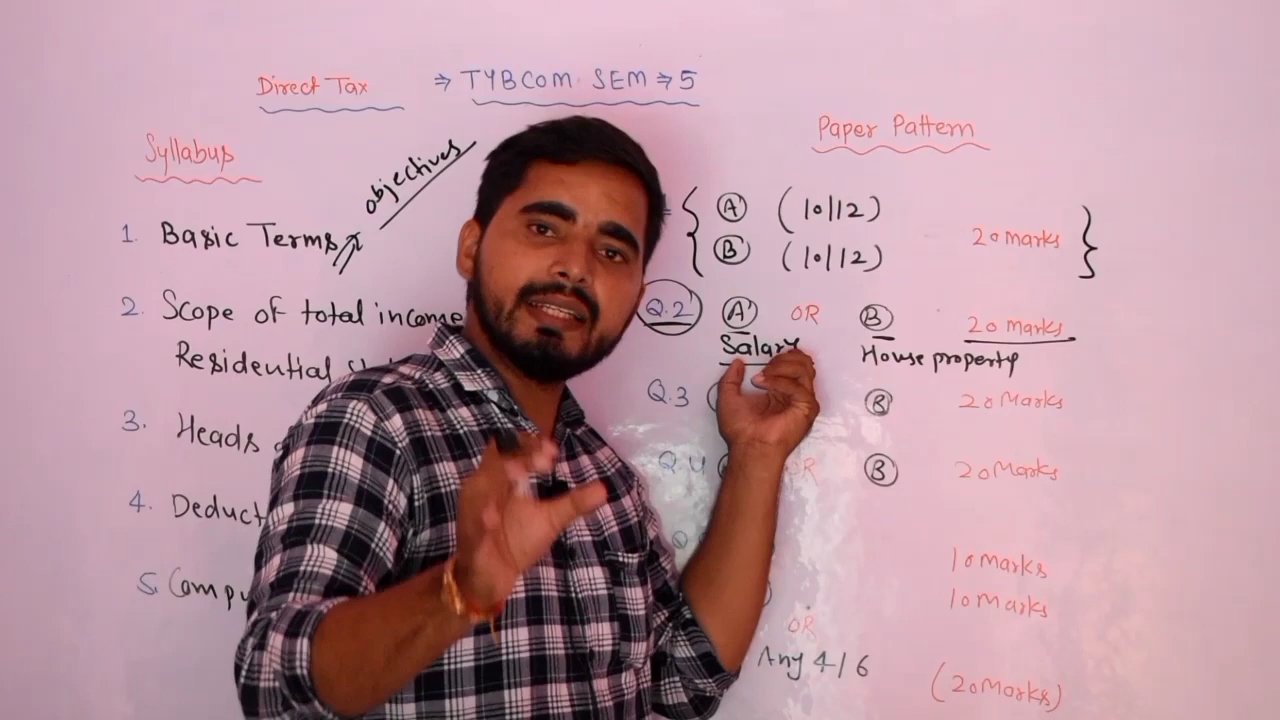 Direct Tax ⇒ TYBCOM SEM ⇒ 5
Syllabus
objectives
1. Basic Terms
2. Scope of total income
Residential
3. Heads
4. Deduct
5. Compu
Paper Pattern
A (10/12)
B (10/12)
20 marks
Q.2 A OR B 20 marks
Salary House property
Q.3 B 20 Marks
Q.4 OR B 20 Marks
Q
10 marks
10 Marks
OR
Any 4/6
(20 Marks)